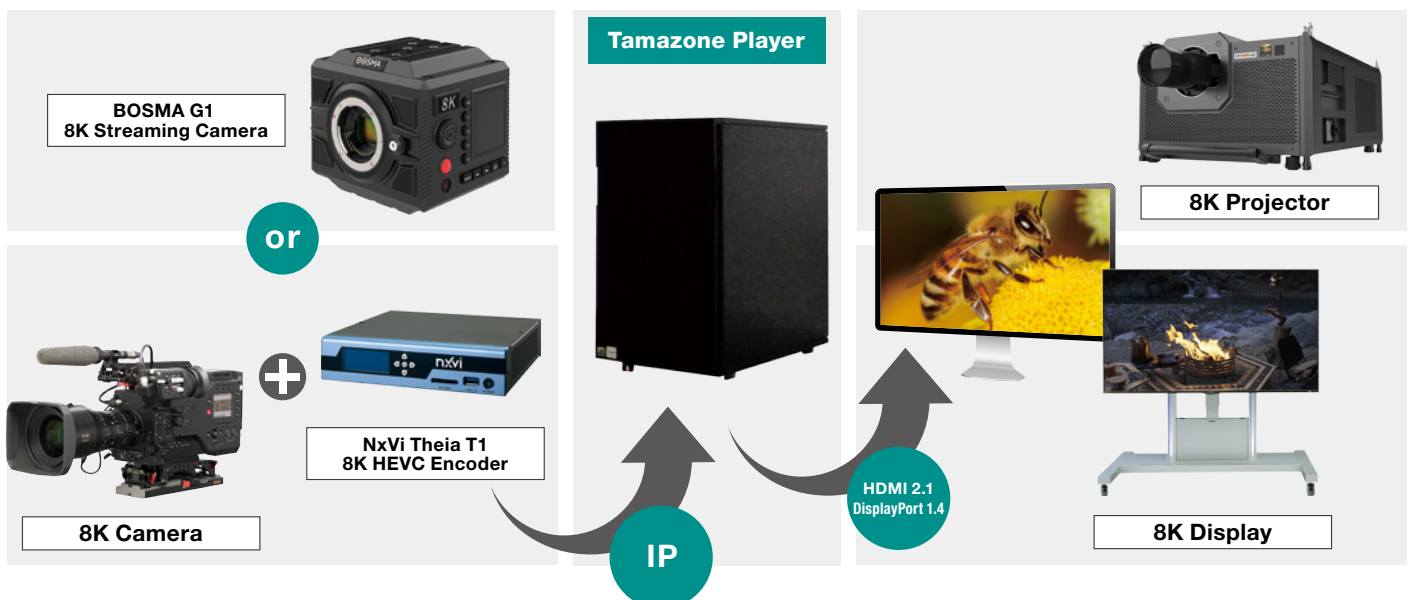 BOSMA
8K
BOSMA G1
8K Streaming Camera
or
nxvi
NxVi Theia T1
8K HEVC Encoder
8K Camera
Tamazone Player
IP
HDMI 2.1
DisplayPort 1.4
8K Projector
8K Display